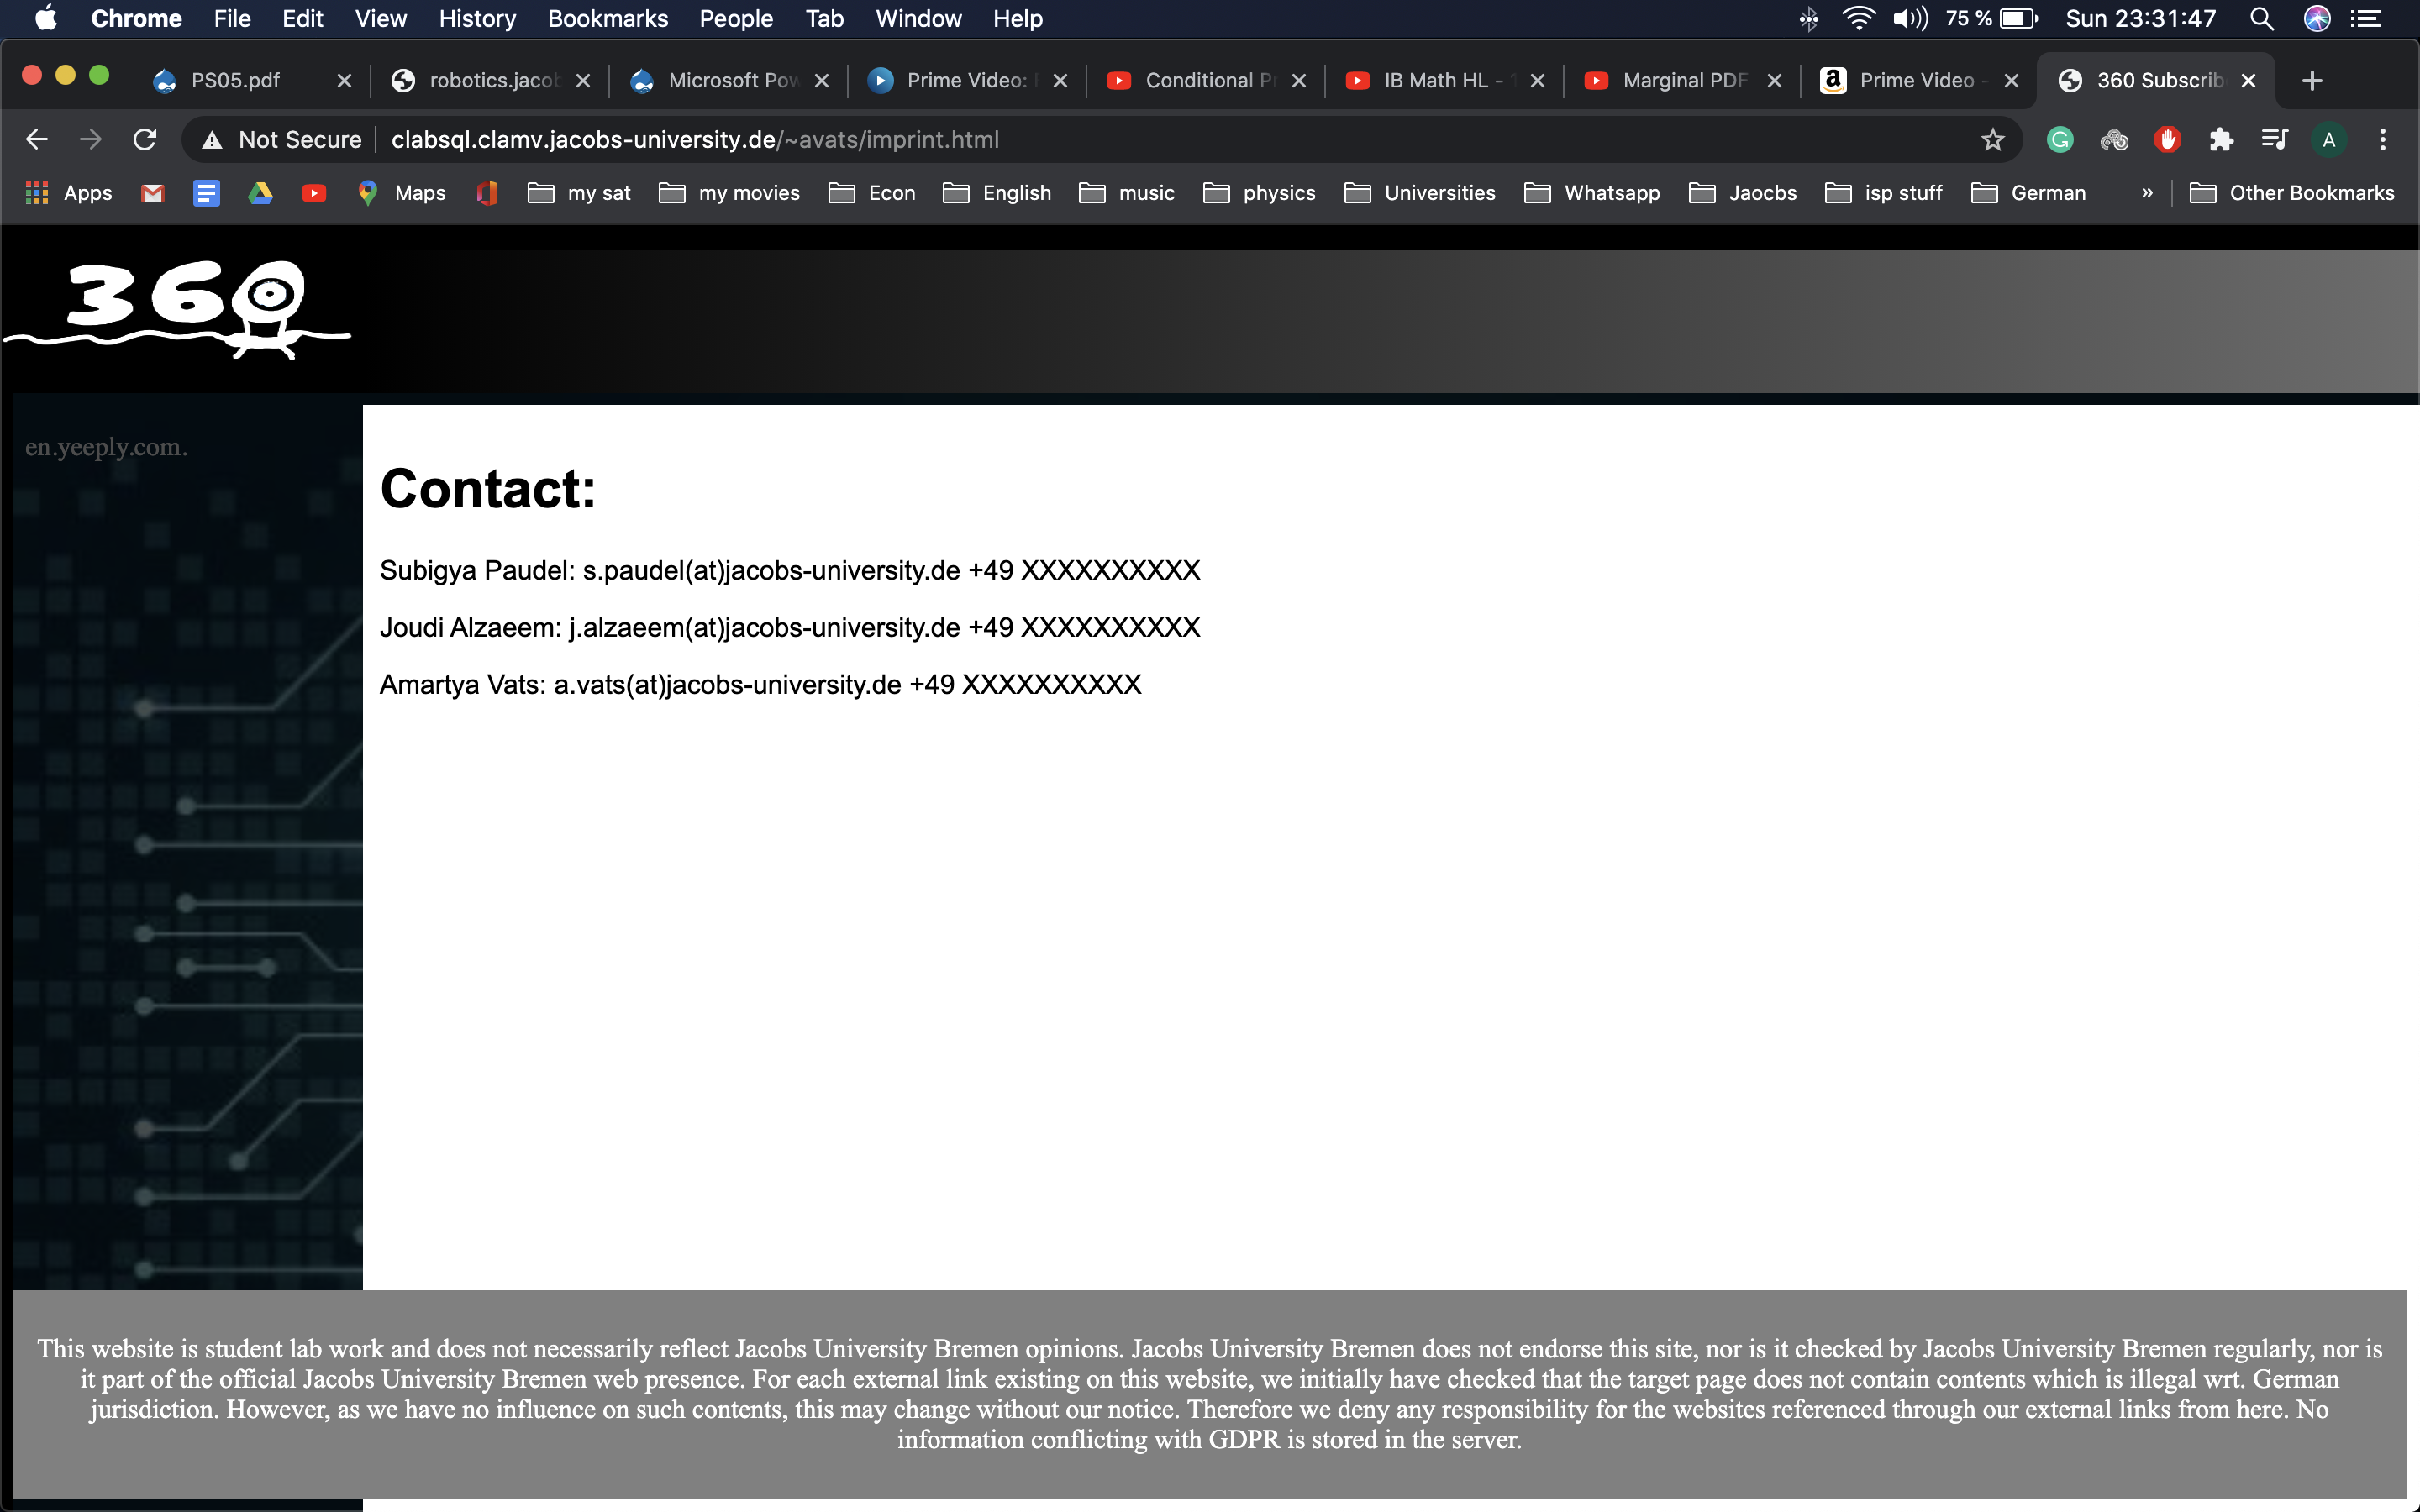 Chrome File Edit View History Bookmarks People Tab Window Help 75 % Sun 23:31:47
PS05.pdf robotics.jacob Microsoft Pow Prime Video: Conditional Pr IB Math HL - Marginal PDF Prime Video - 360 Subscrib
Not Secure clabsql.clamv.jacobs-university.de/~avats/imprint.html A
Apps Maps my sat my movies Econ English music physics Universities Whatsapp Jaocbs isp stuff German » Other Bookmarks
360
en.yeeply.com.
Contact:
Subigya Paudel: s.paudel(at)jacobs-university.de +49 XXXXXXXXXX
Joudi Alzaeem: j.alzaeem(at)jacobs-university.de +49 XXXXXXXXXX
Amartya Vats: a.vats(at)jacobs-university.de +49 XXXXXXXXXX
This website is student lab work and does not necessarily reflect Jacobs University Bremen opinions. Jacobs University Bremen does not endorse this site, nor is it checked by Jacobs University Bremen regularly, nor is
it part of the official Jacobs University Bremen web presence. For each external link existing on this website, we initially have checked that the target page does not contain contents which is illegal wrt. German
jurisdiction. However, as we have no influence on such contents, this may change without our notice. Therefore we deny any responsibility for the websites referenced through our external links from here. No
information conflicting with GDPR is stored in the server.